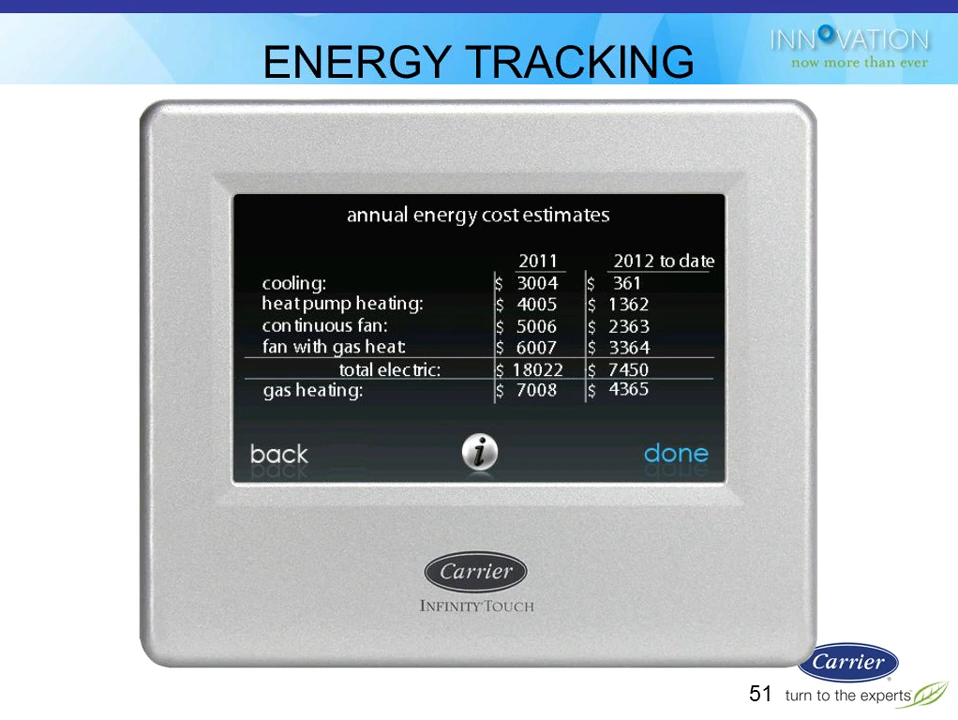 ENERGY TRACKING
INNOVATION
now more than ever
annual energy cost estimates
2011 2012 to date
cooling: $ 3004 $ 361
heat pump heating: $ 4005 $ 1362
continuous fan: $ 5006 $ 2363
fan with gas heat: $ 6007 $ 3364
total electric: $ 18022 $ 7450
gas heating: $ 7008 $ 4365
back i done
Carrier
INFINITY TOUCH
Carrier
51 turn to the experts